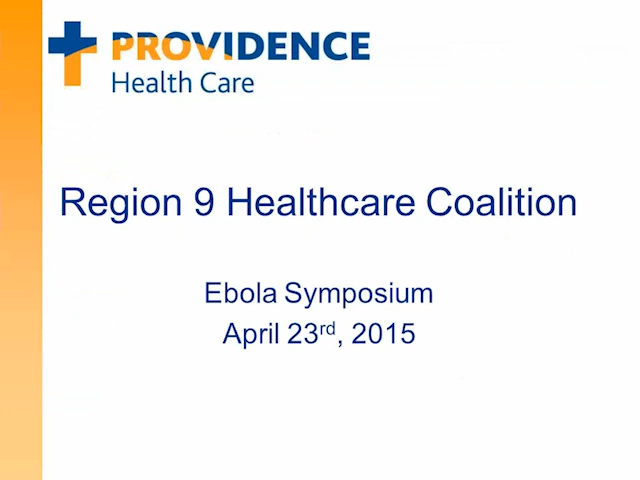 PROVIDENCE
Health Care
Region 9 Healthcare Coalition
Ebola Symposium
April 23rd, 2015